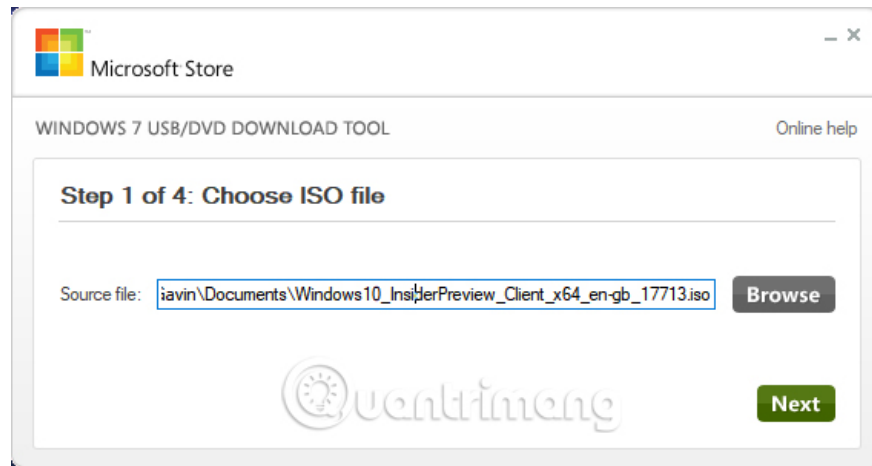 Microsoft Store
WINDOWS 7 USB/DVD DOWNLOAD TOOL
Online help
Step 1 of 4: Choose ISO file
Source file:
Gavin\Documents\Windows10_InsiderPreview_Client_x64_en-gb_17713.iso
Browse
Quantrimang
Next